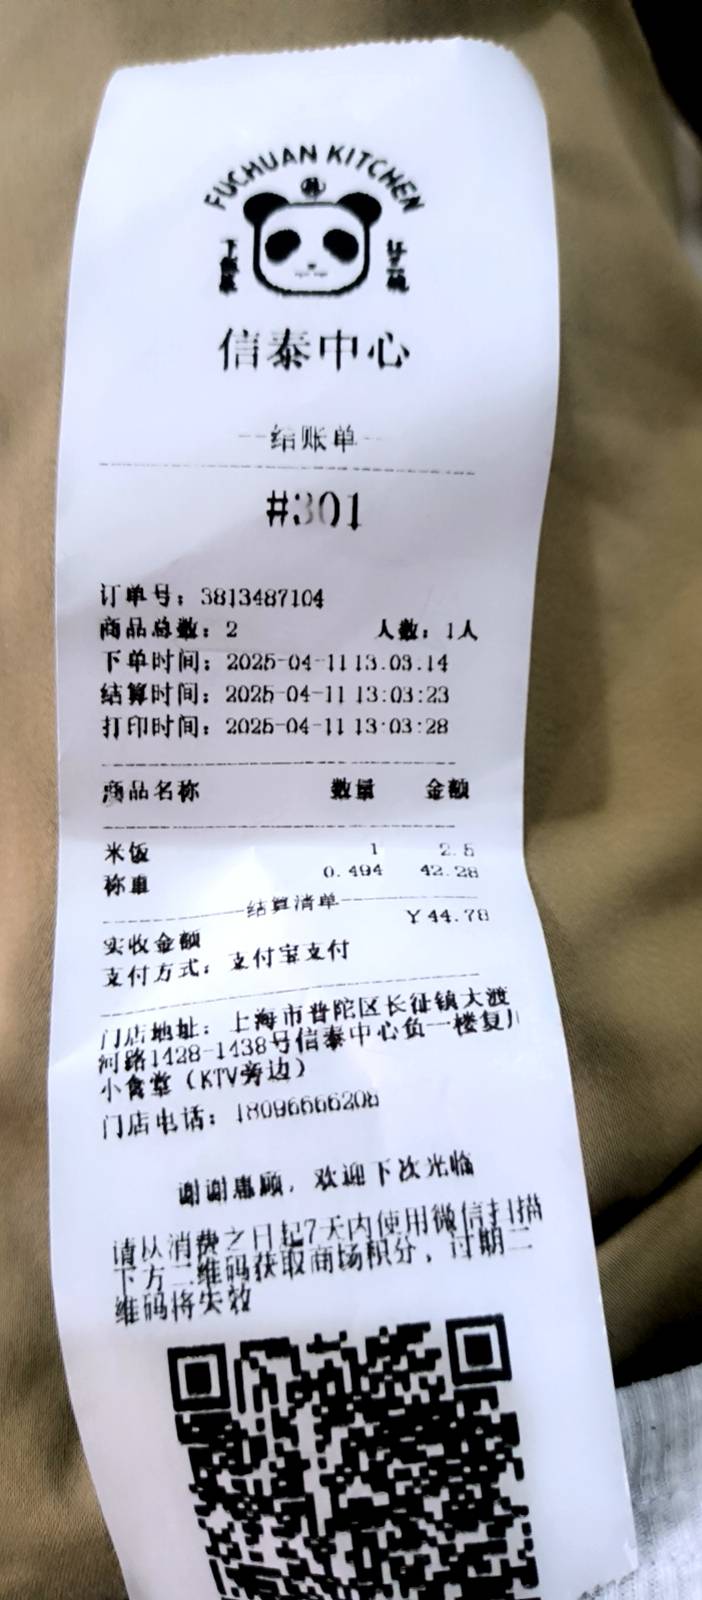 FUCHUAN KITCHEN
下饭菜
信泰中心
结账单
#301
订单号：3813487104
商品总数：2 人数：1人
下单时间：2025-04-11 13:03:14
结算时间：2025-04-11 13:03:23
打印时间：2025-04-11 13:03:28
商品名称 数量 金额
米饭 1 2.5
称重 0.494 42.28
结算清单
实收金额 ￥44.78
支付方式：支付宝支付
门店地址：上海市普陀区长征镇大渡
河路1428-1438号信泰中心负一楼复川
小食堂（KTV旁边）
门店电话：18096666208
谢谢惠顾，欢迎下次光临
请从消费之日起7天内使用微信扫描
下方二维码获取商场积分，过期二
维码将失效